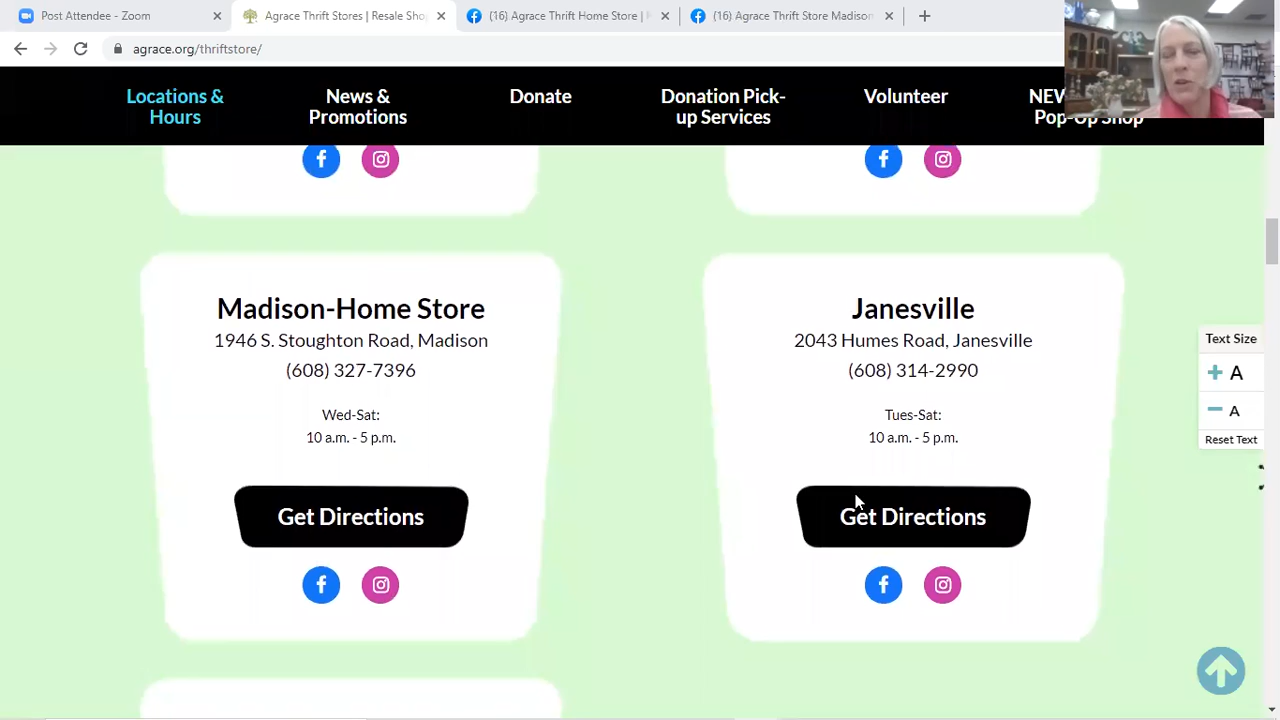 Post Attendee - Zoom
Agrace Thrift Stores | Resale Sho
(16) Agrace Thrift Home Store |
(16) Agrace Thrift Store Madison
agrace.org/thriftstore/
Locations &
Hours
News &
Promotions
Donate
Donation Pick-
up Services
Volunteer
NEW
Pop-Up Shop
Madison-Home Store
1946 S. Stoughton Road, Madison
(608) 327-7396
Wed-Sat:
10 a.m. - 5 p.m.
Get Directions
Janesville
2043 Humes Road, Janesville
(608) 314-2990
Tues-Sat:
10 a.m. - 5 p.m.
Get Directions
Text Size
+ A
− A
Reset Text